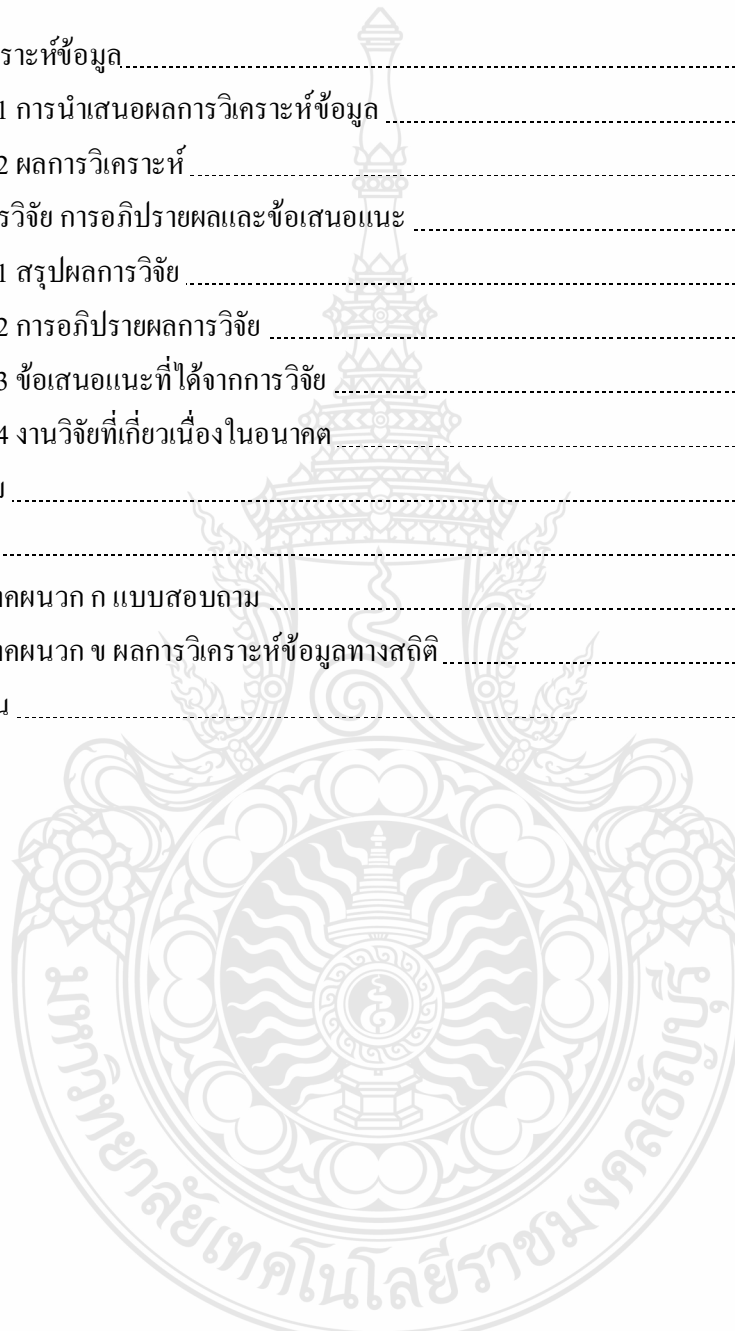 ราะห์ข้อมูล
1 การนำเสนอผลการวิเคราะห์ข้อมูล
2 ผลการวิเคราะห์
รวิจัย การอภิปรายผลและข้อเสนอแนะ
1 สรุปผลการวิจัย
2 การอภิปรายผลการวิจัย
3 ข้อเสนอแนะที่ได้จากการวิจัย
4 งานวิจัยที่เกี่ยวเนื่องในอนาคต
คผนวก ก แบบสอบถาม
คผนวก ข ผลการวิเคราะห์ข้อมูลทางสถิติ
น
มหาวิทยาลัยเทคโนโลยีราชมงคลธัญบุรี